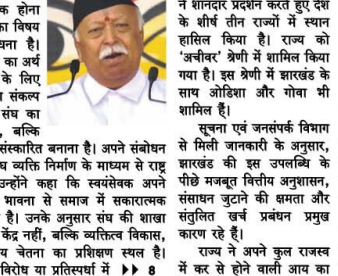 क होना
का विषय
धना है।
का अर्थ
के लिए
संकल्प
संघ का
, बल्कि
संस्कारित बनाना है। अपने संबोधन
घ व्यक्ति निर्माण के माध्यम से राष्ट्र
उन्होंने कहा कि स्वयंसेवक अपने
भावना से समाज में सकारात्मक
है। उनके अनुसार संघ की शाखा
केंद्र नहीं, बल्कि व्यक्तित्व विकास,
य चेतना का प्रशिक्षण स्थल है।
विरोध या प्रतिस्पर्धा में ▶▶ 8
ने शानदार प्रदर्शन करते हुए देश
के शीर्ष तीन राज्यों में स्थान
हासिल किया है। राज्य को
'अचीवर' श्रेणी में शामिल किया
गया है। इस श्रेणी में झारखंड के
साथ ओडिशा और गोवा भी
शामिल हैं।
सूचना एवं जनसंपर्क विभाग
से मिली जानकारी के अनुसार,
झारखंड की इस उपलब्धि के
पीछे मजबूत वित्तीय अनुशासन,
संसाधन जुटाने की क्षमता और
संतुलित खर्च प्रबंधन प्रमुख
कारण रहे हैं।
राज्य ने अपने कुल राजस्व
में कर से होने वाली आय का